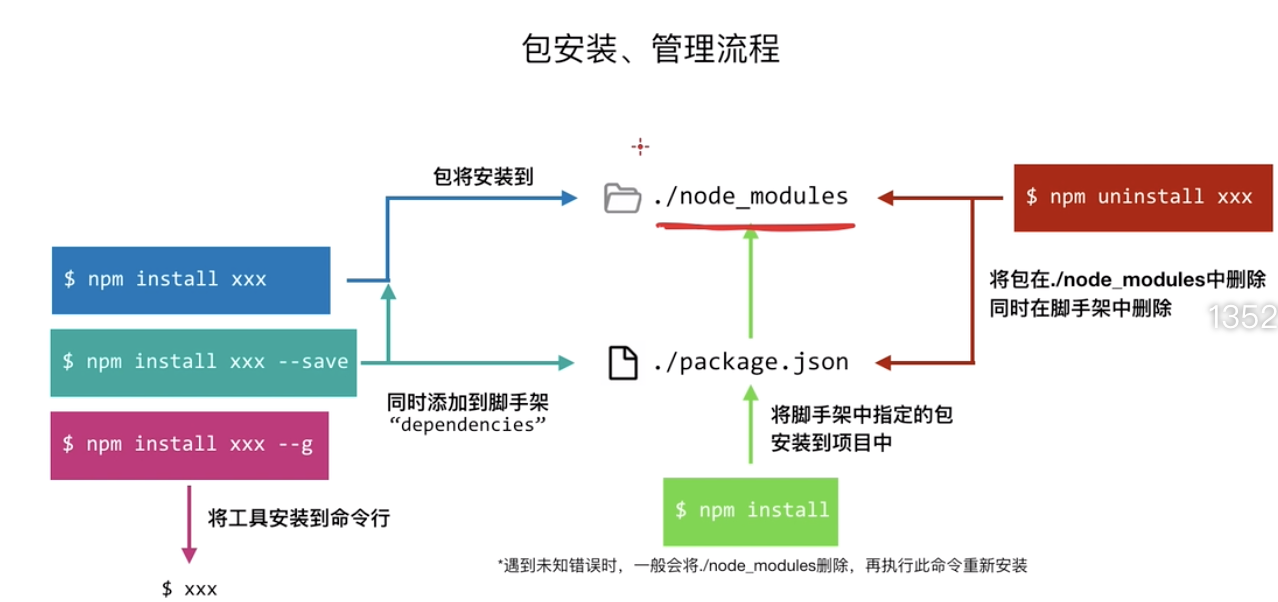 包安装、管理流程
包将安装到
./node_modules
$ npm uninstall xxx
$ npm install xxx
将包在./node_modules中删除
同时在脚手架中删除
1352
$ npm install xxx --save
./package.json
同时添加到脚手架
“dependencies”
将脚手架中指定的包
安装到项目中
$ npm install xxx --g
$ npm install
将工具安装到命令行
*遇到未知错误时，一般会将./node_modules删除，再执行此命令重新安装
$ xxx